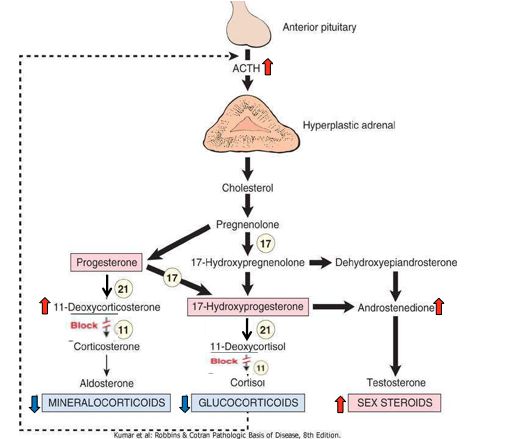 Anterior pituitary
ACTH
Hyperplastic adrenal
Cholesterol
Pregnenolone
17
Progesterone
17-Hydroxypregnenolone
Dehydroxyepiandrosterone
17
21
11-Deoxycorticosterone
17-Hydroxyprogesterone
Androstenedione
Block
11
21
Corticosterone
11-Deoxycortisol
Block
11
Aldosterone
Cortisol
Testosterone
MINERALOCORTICOIDS
GLUCOCORTICOIDS
SEX STEROIDS
Kumar et al: Robbins & Cotran Pathologic Basis of Disease, 8th Edition.